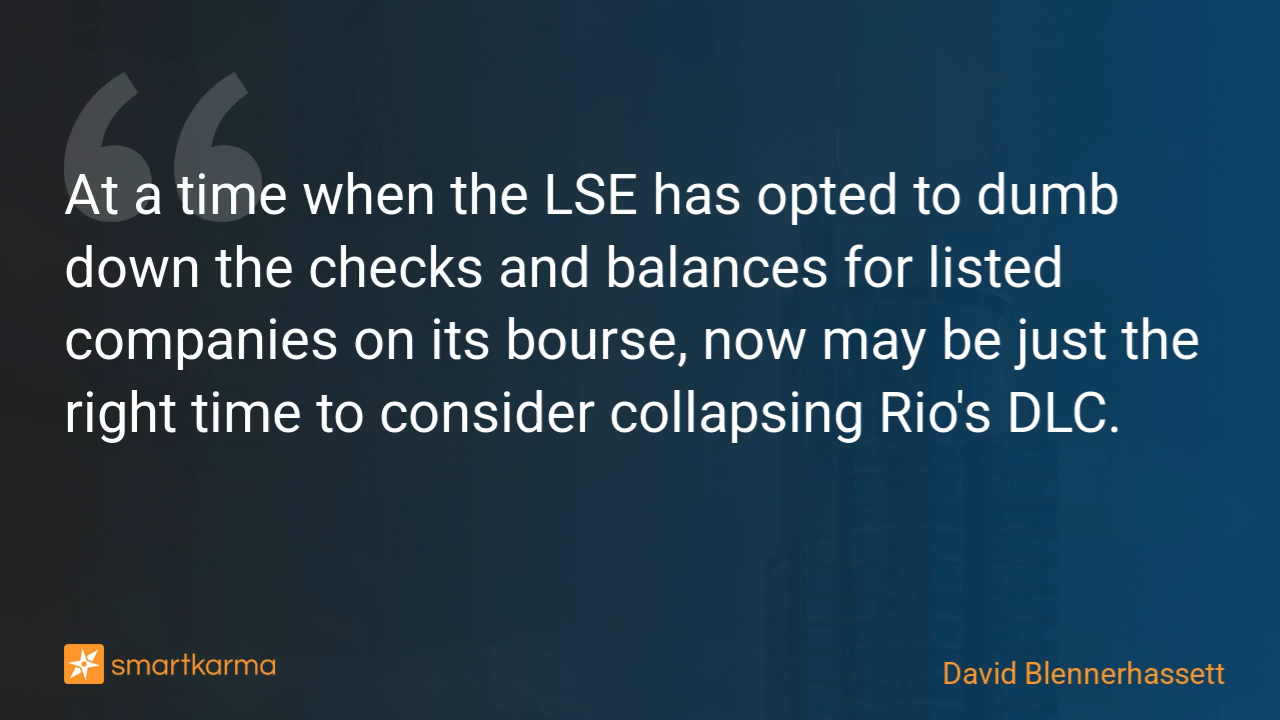 At a time when the LSE has opted to dumb
down the checks and balances for listed
companies on its bourse, now may be just the
right time to consider collapsing Rio's DLC.
smartkarma
David Blennerhassett